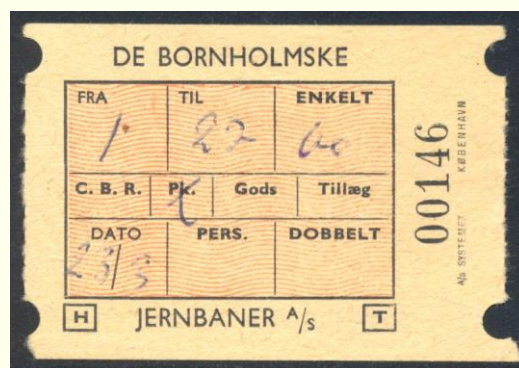 DE BORNHOLMSKE
FRA TIL ENKELT
1 22 60
C. B. R. Pk. Gods Tillæg
DATO PERS. DOBBELT
23/3
H JERNBANER A/S T
00146
A/S SYSTEMET KØBENHAVN